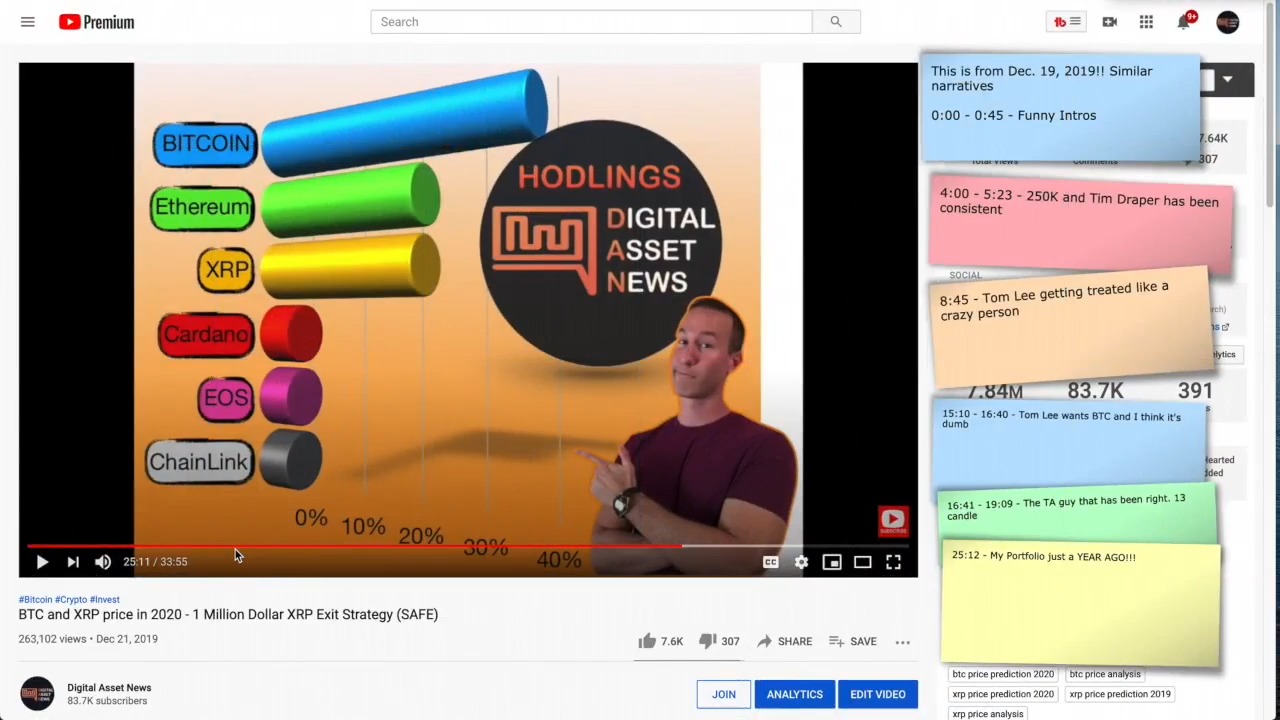 Premium
Search
9+
BITCOIN
Ethereum
XRP
Cardano
EOS
ChainLink
0%
10%
20%
30%
40%
HODLINGS
DIGITAL
ASSET
NEWS
SUBSCRIBE
25:11 / 33:55
CC
#Bitcoin #Crypto #Invest
BTC and XRP price in 2020 - 1 Million Dollar XRP Exit Strategy (SAFE)
263,102 views • Dec 21, 2019
7.6K
307
SHARE
SAVE
Digital Asset News
83.7K subscribers
JOIN
ANALYTICS
EDIT VIDEO
This is from Dec. 19, 2019!! Similar
narratives
0:00 - 0:45 - Funny Intros
7.64K
Total Views
Comments
307
4:00 - 5:23 - 250K and Tim Draper has been
consistent
SOCIAL
8:45 - Tom Lee getting treated like a
crazy person
7.84M
83.7K
391
15:10 - 16:40 - Tom Lee wants BTC and I think it's
dumb
Hearted
16:41 - 19:09 - The TA guy that has been right. 13
candle
25:12 - My Portfolio just a YEAR AGO!!!
btc price prediction 2020
btc price analysis
xrp price prediction 2020
xrp price prediction 2019
xrp price analysis